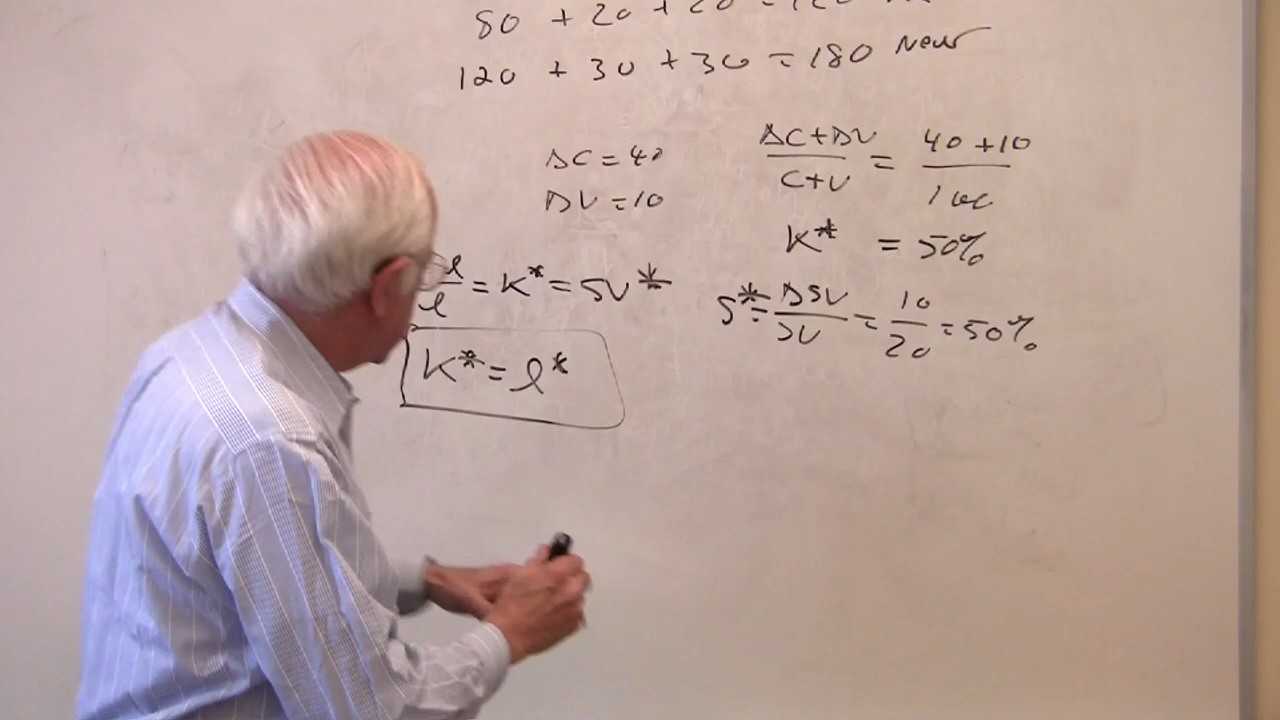 80 + 20 + 20 = 120
120 + 30 + 30 = 180 New
ΔC = 40
ΔV = 10
ΔC+ΔV / C+V = 40+10 / 100
K* = 50%
l / l = K* = SV*
S* = ΔSV / SV = 10 / 20 = 50%
K* = l*